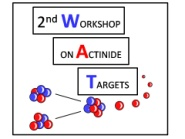 2nd WORKSHOP
ON ACTINIDE
TARGETS